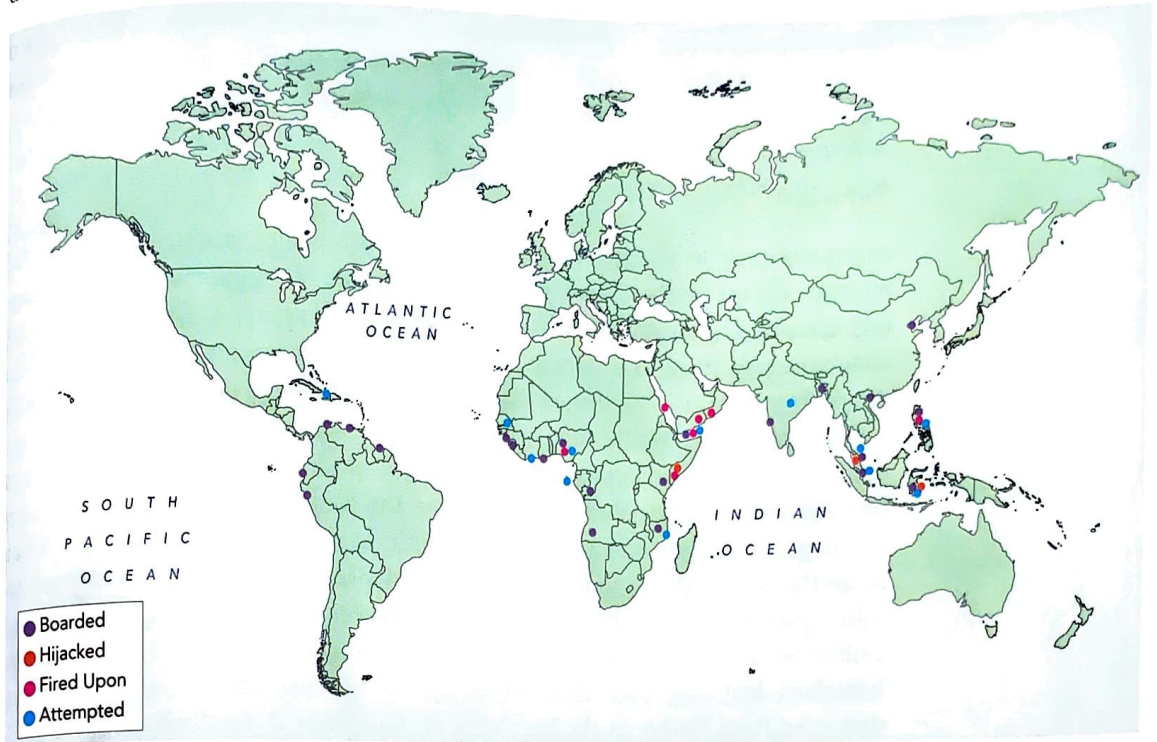 ATLANTIC
OCEAN
SOUTH
PACIFIC
OCEAN
INDIAN
OCEAN
Boarded
Hijacked
Fired Upon
Attempted